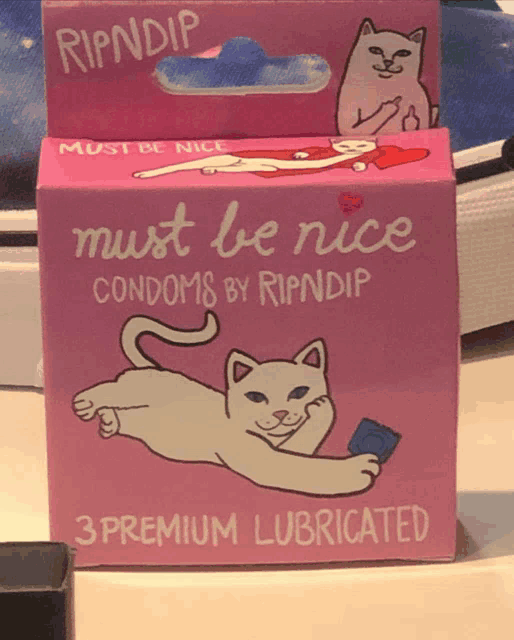 RIPNDIP
MUST BE NICE
must be nice
CONDOMS BY RIPNDIP
3 PREMIUM LUBRICATED